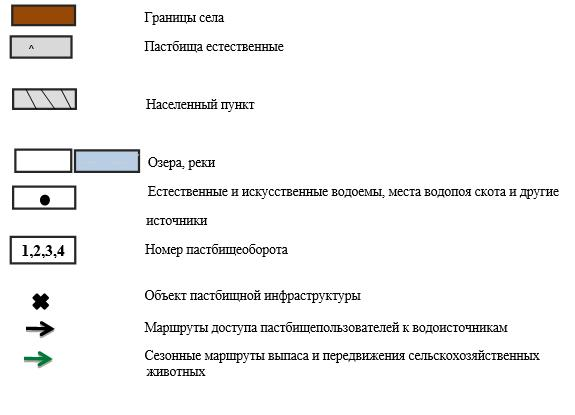 Границы села
^
Пастбища естественные
Населенный пункт
Озера, реки
Естественные и искусственные водоемы, места водопоя скота и другие
источники
1,2,3,4
Номер пастбищеоборота
Объект пастбищной инфраструктуры
Маршруты доступа пастбищепользователей к водоисточникам
Сезонные маршруты выпаса и передвижения сельскохозяйственных
животных